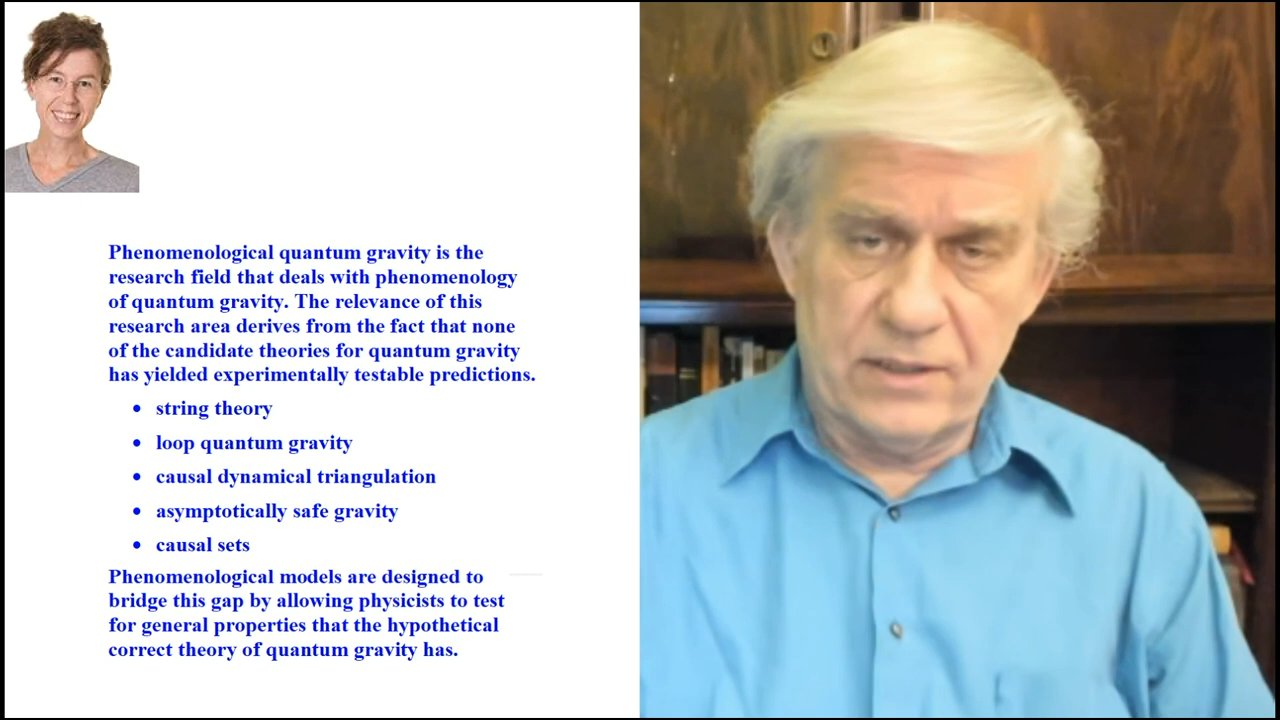 Phenomenological quantum gravity is the
research field that deals with phenomenology
of quantum gravity. The relevance of this
research area derives from the fact that none
of the candidate theories for quantum gravity
has yielded experimentally testable predictions.
• string theory
• loop quantum gravity
• causal dynamical triangulation
• asymptotically safe gravity
• causal sets
Phenomenological models are designed to
bridge this gap by allowing physicists to test
for general properties that the hypothetical
correct theory of quantum gravity has.